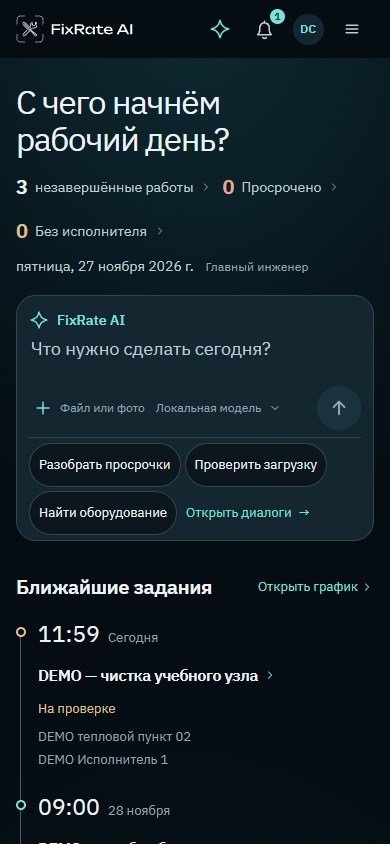 FixRate AI
1
DC
С чего начнём
рабочий день?
3 незавершённые работы
0 Просрочено
0 Без исполнителя
пятница, 27 ноября 2026 г. Главный инженер
FixRate AI
Что нужно сделать сегодня?
Файл или фото Локальная модель
Разобрать просрочки
Проверить загрузку
Найти оборудование
Открыть диалоги →
Ближайшие задания
Открыть график
11:59 Сегодня
DEMO — чистка учебного узла
На проверке
DEMO тепловой пункт 02
DEMO Исполнитель 1
09:00 28 ноября